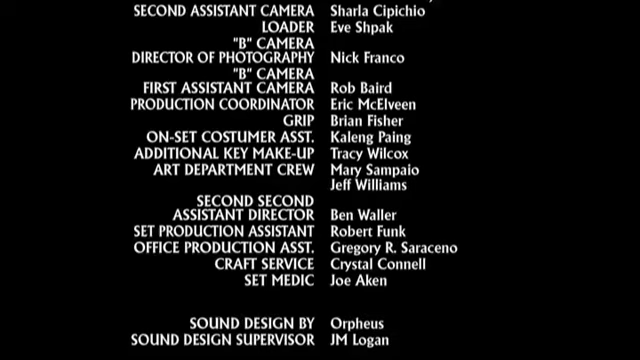 SECOND ASSISTANT CAMERA Sharla Cipichio
LOADER Eve Shpak
"B" CAMERA
DIRECTOR OF PHOTOGRAPHY Nick Franco
"B" CAMERA
FIRST ASSISTANT CAMERA Rob Baird
PRODUCTION COORDINATOR Eric McElveen
GRIP Brian Fisher
ON-SET COSTUMER ASST. Kaleng Paing
ADDITIONAL KEY MAKE-UP Tracy Wilcox
ART DEPARTMENT CREW Mary Sampaio
Jeff Williams
SECOND SECOND
ASSISTANT DIRECTOR Ben Waller
SET PRODUCTION ASSISTANT Robert Funk
OFFICE PRODUCTION ASST. Gregory R. Saraceno
CRAFT SERVICE Crystal Connell
SET MEDIC Joe Aken
SOUND DESIGN BY Orpheus
SOUND DESIGN SUPERVISOR JM Logan